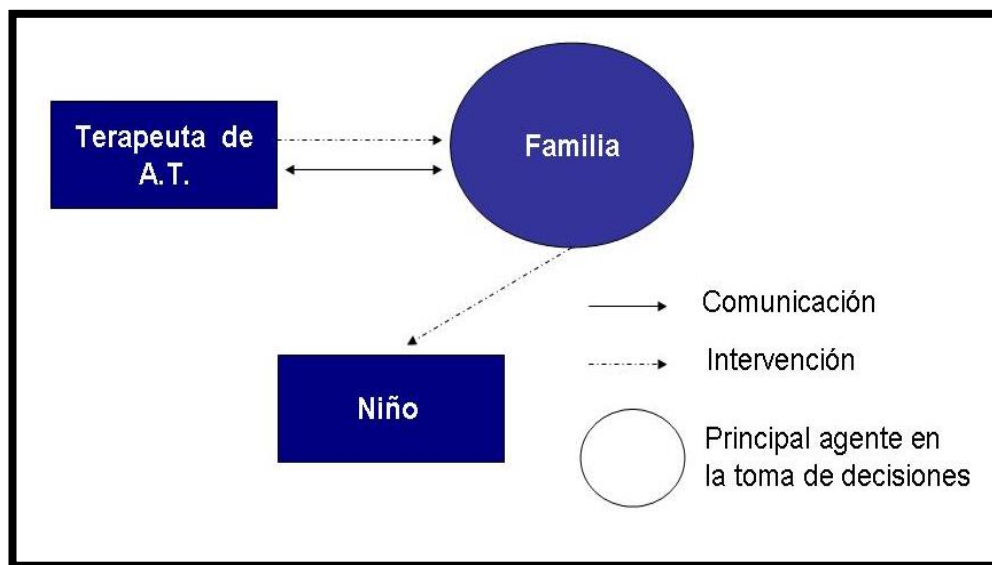 Terapeuta de
A.T.
Familia
Niño
Comunicación
Intervención
Principal agente en
la toma de decisiones